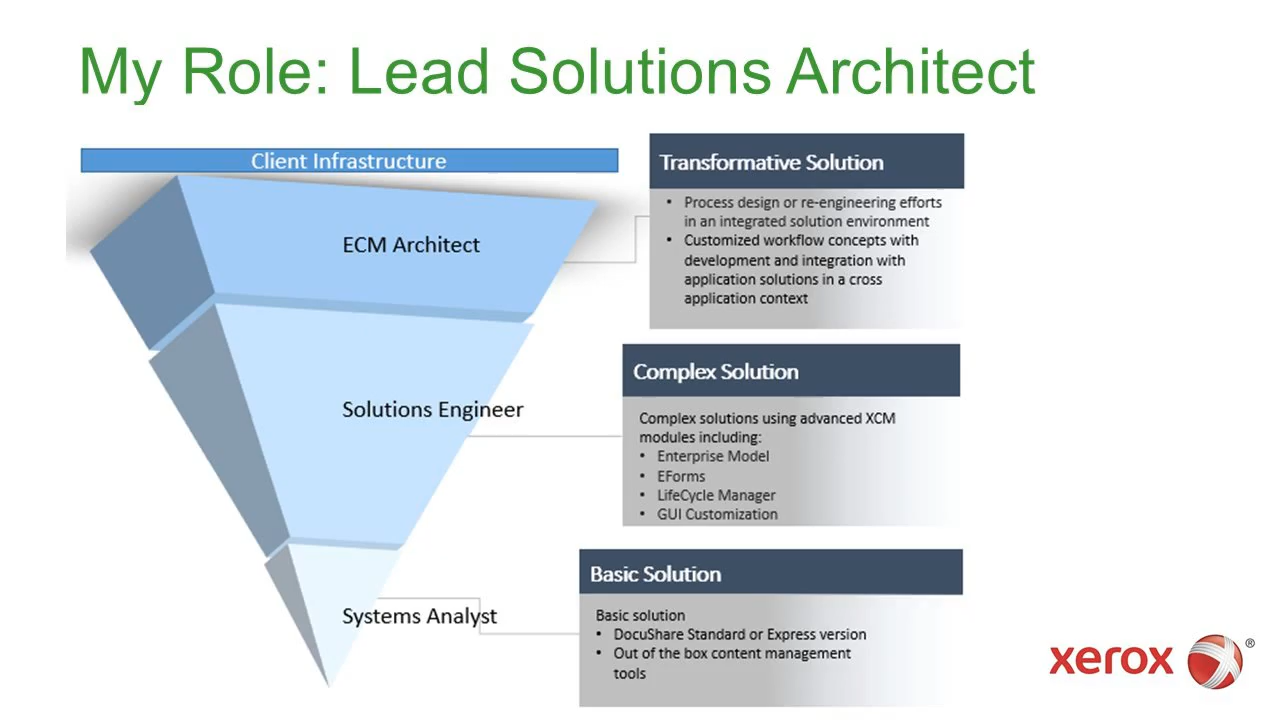 My Role: Lead Solutions Architect
Client Infrastructure
ECM Architect
Transformative Solution
• Process design or re-engineering efforts
in an integrated solution environment
• Customized workflow concepts with
development and integration with
application solutions in a cross
application context
Solutions Engineer
Complex Solution
Complex solutions using advanced XCM
modules including:
• Enterprise Model
• EForms
• LifeCycle Manager
• GUI Customization
Systems Analyst
Basic Solution
Basic solution
• DocuShare Standard or Express version
• Out of the box content management
tools
xerox ®